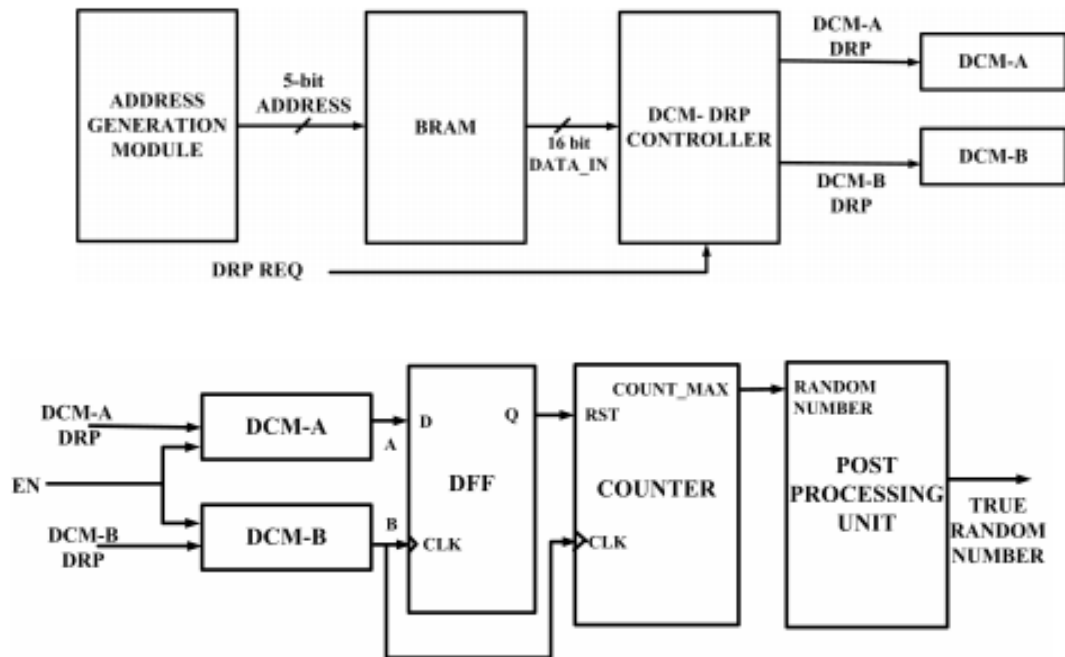 ADDRESS
GENERATION
MODULE
5-bit
ADDRESS
BRAM
16 bit
DATA_IN
DCM- DRP
CONTROLLER
DCM-A
DRP
DCM-A
DCM-B
DRP
DCM-B
DRP REQ
DCM-A
DRP
EN
DCM-B
DRP
DCM-A
DCM-B
A
B
D
Q
DFF
CLK
RST
COUNT_MAX
COUNTER
CLK
RANDOM
NUMBER
POST
PROCESSING
UNIT
TRUE
RANDOM
NUMBER